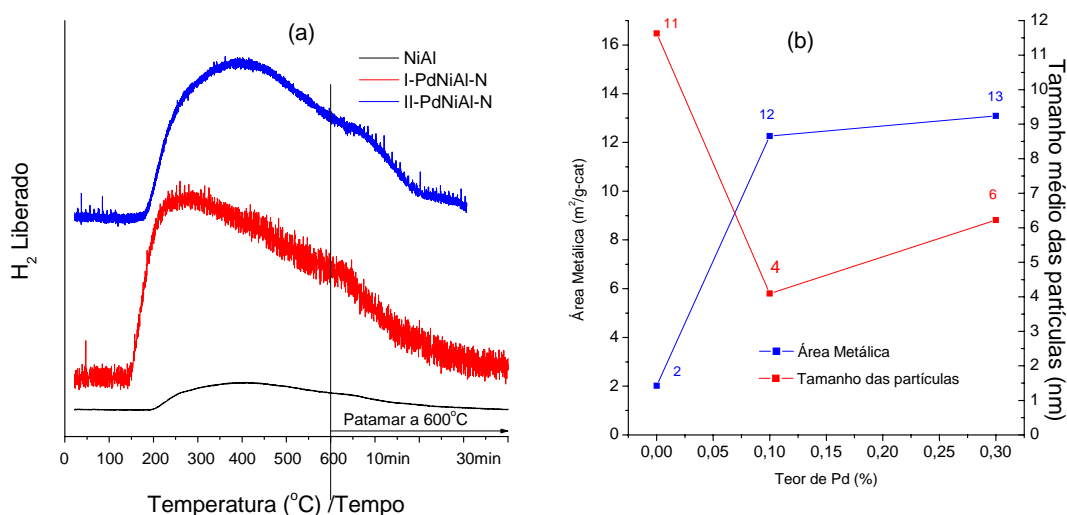 (a)
NiAl
I-PdNiAl-N
II-PdNiAl-N
H2 Liberado
Patamar a 600°C
0 100 200 300 400 500 600 10min 30min
Temperatura (°C) /Tempo
(b)
11
12
13
4
6
2
Área Metálica
Tamanho das partículas
Área Metálica (m²/g-cat)
16
14
12
10
8
6
4
2
0
Tamanho médio das partículas (nm)
12
11
10
9
8
7
6
5
4
3
2
1
0
0,00 0,05 0,10 0,15 0,20 0,25 0,30
Teor de Pd (%)